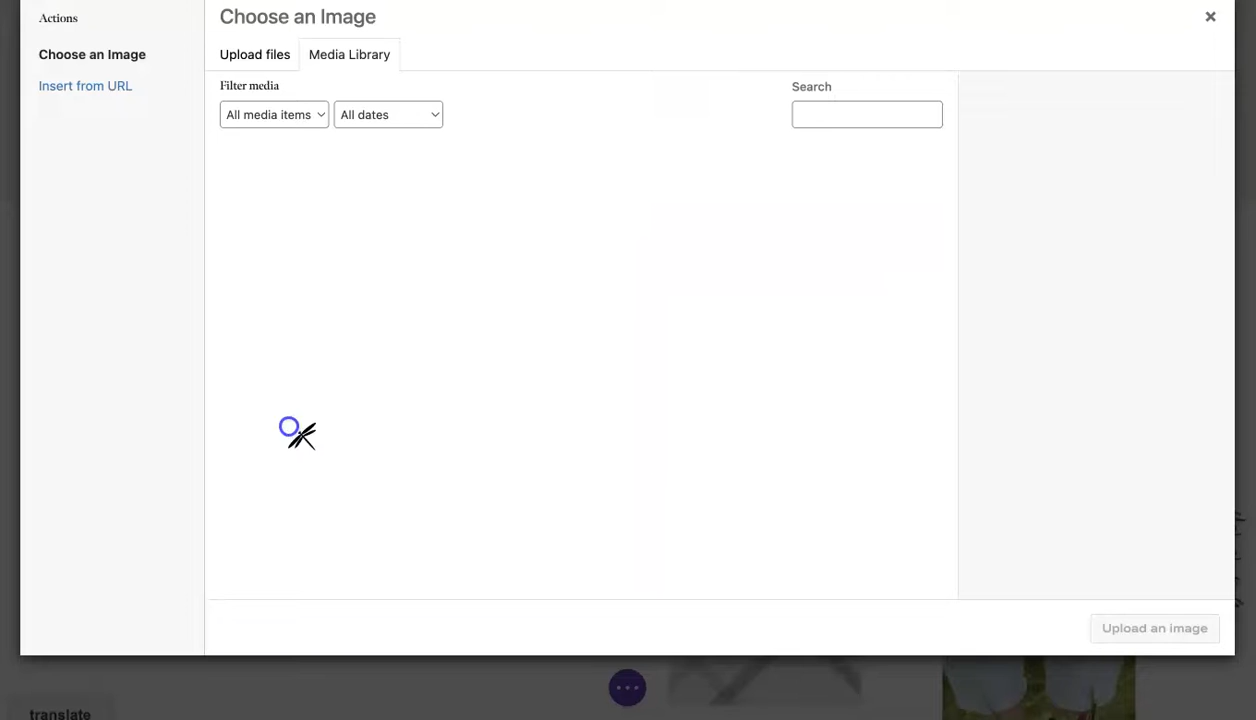 Actions
Choose an Image
Insert from URL
Choose an Image
Upload files
Media Library
Filter media
All media items
All dates
Search
Upload an image
translate